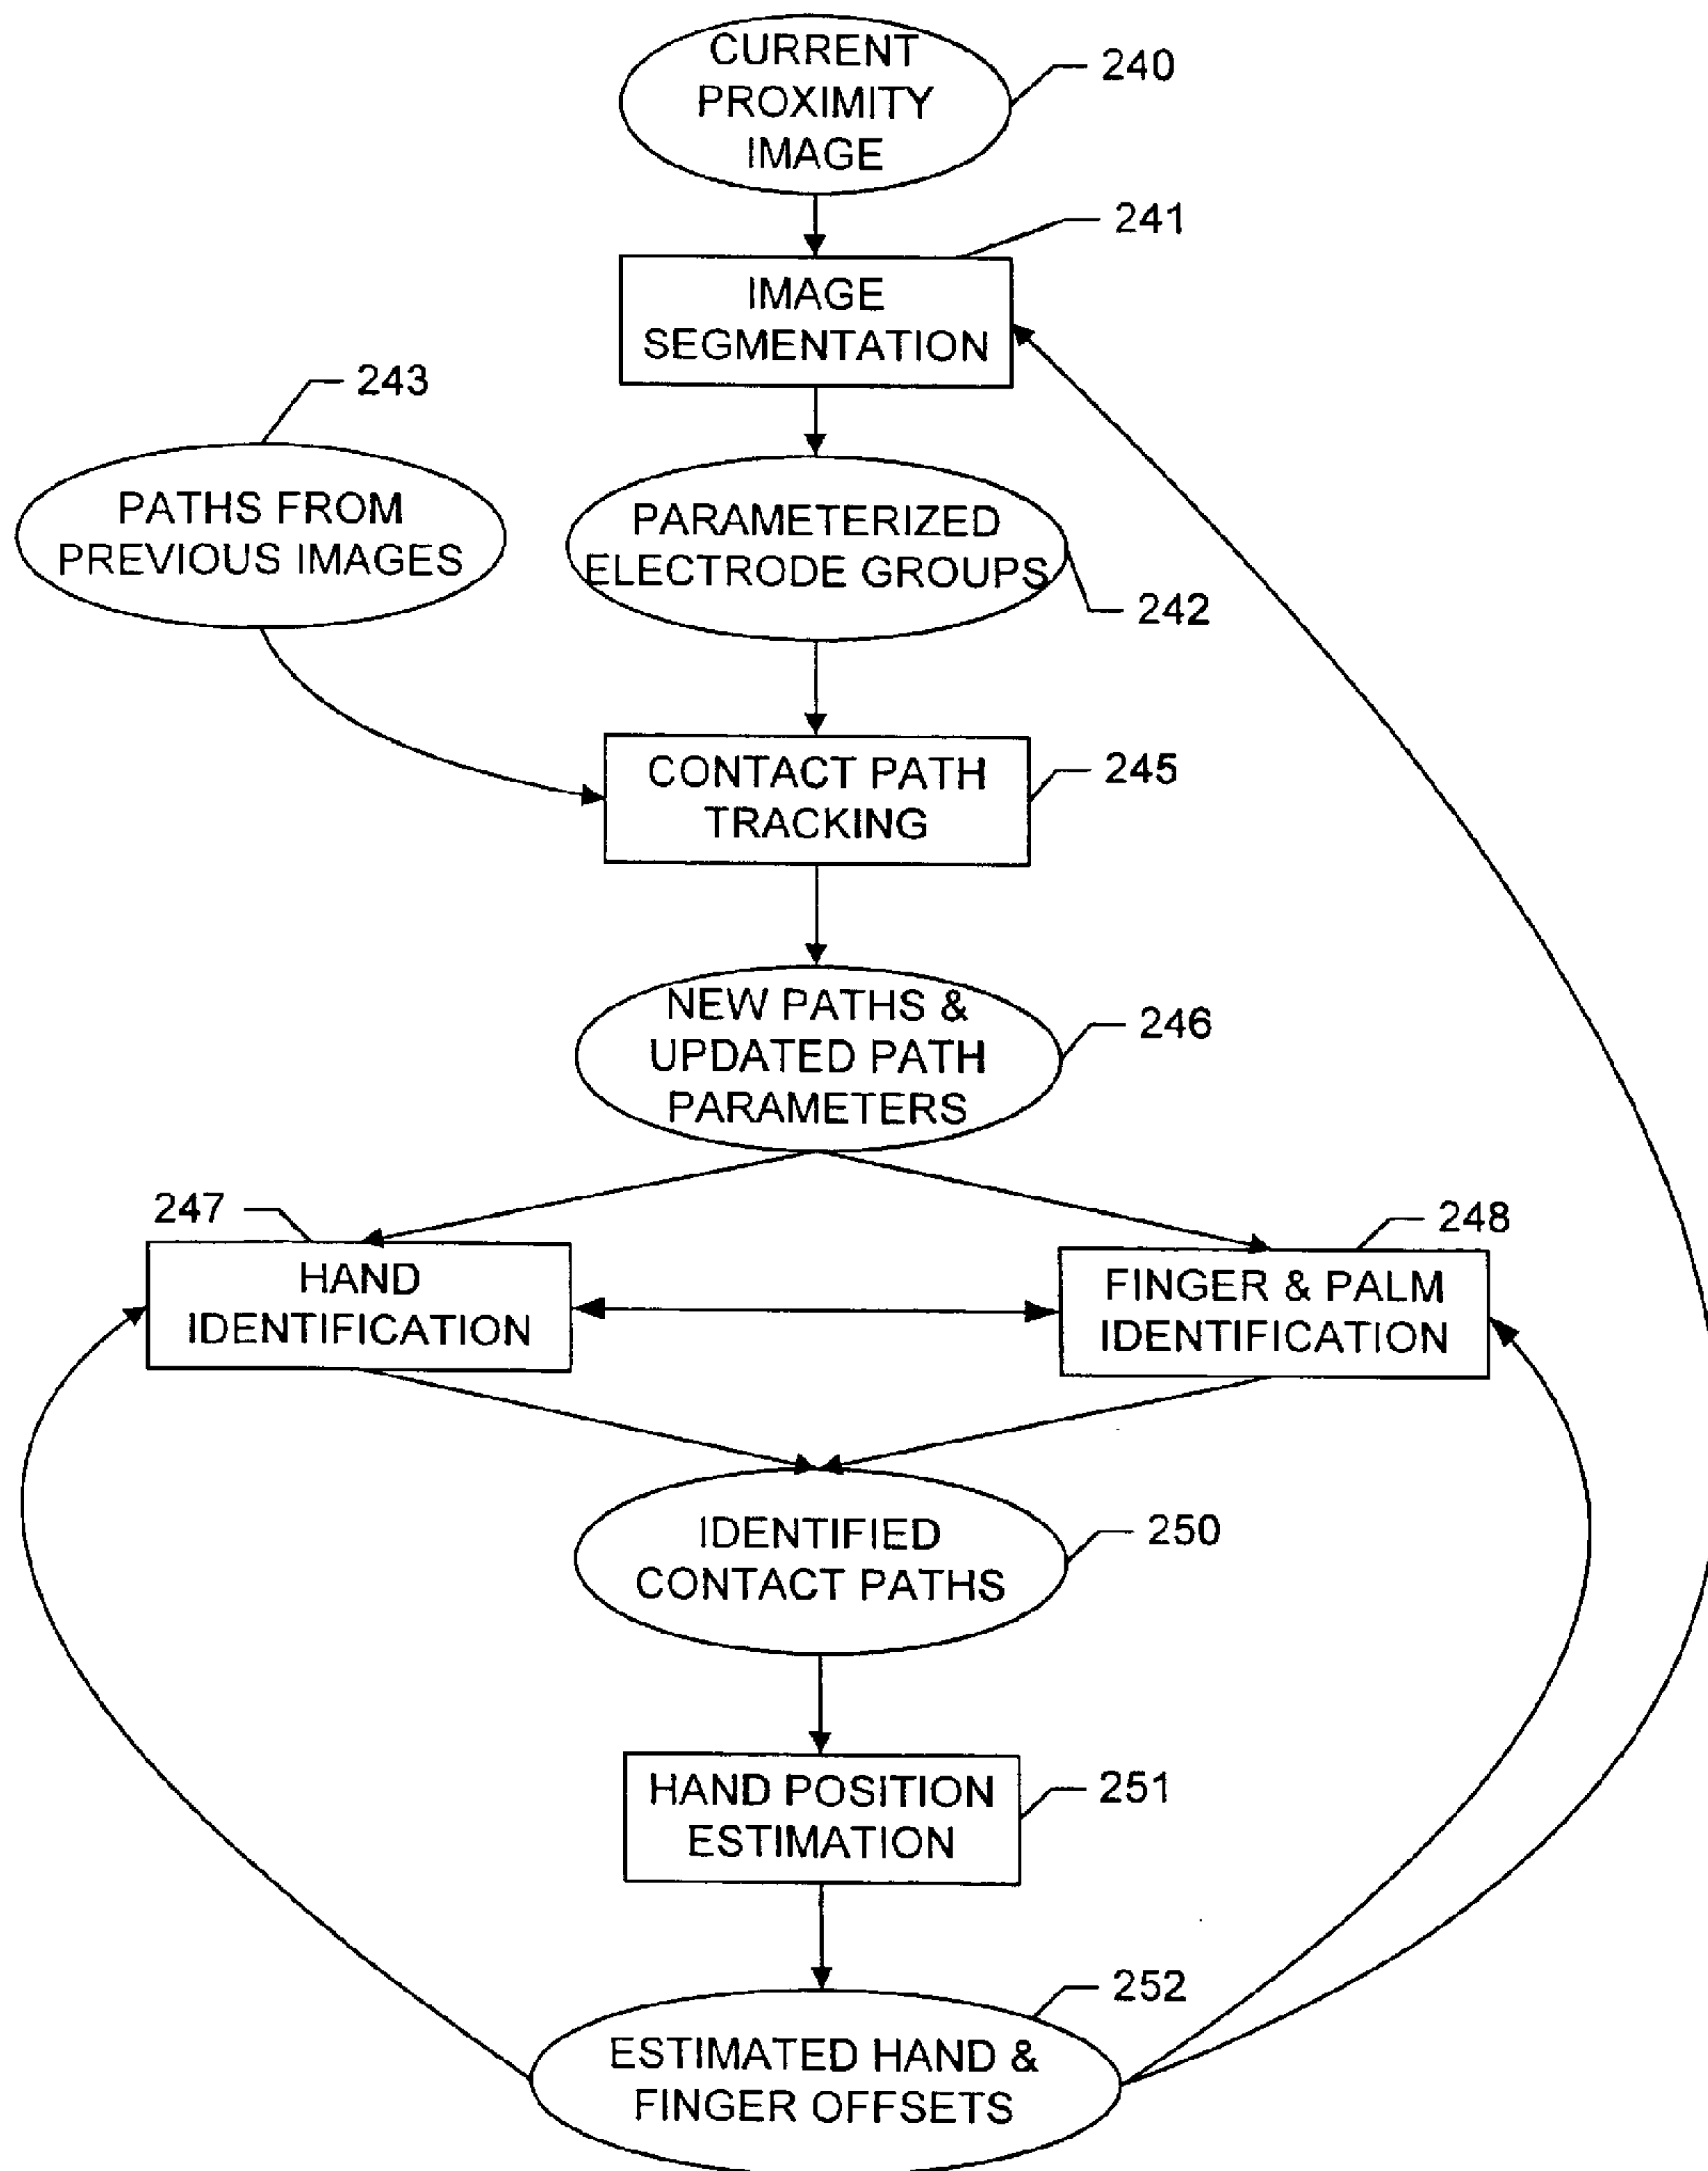 CURRENT
PROXIMITY
IMAGE
240
241
IMAGE
SEGMENTATION
243
PATHS FROM
PREVIOUS IMAGES
PARAMETERIZED
ELECTRODE GROUPS
242
CONTACT PATH
TRACKING
245
NEW PATHS &
UPDATED PATH
PARAMETERS
246
247
HAND
IDENTIFICATION
248
FINGER & PALM
IDENTIFICATION
IDENTIFIED
CONTACT PATHS
250
HAND POSITION
ESTIMATION
251
252
ESTIMATED HAND &
FINGER OFFSETS